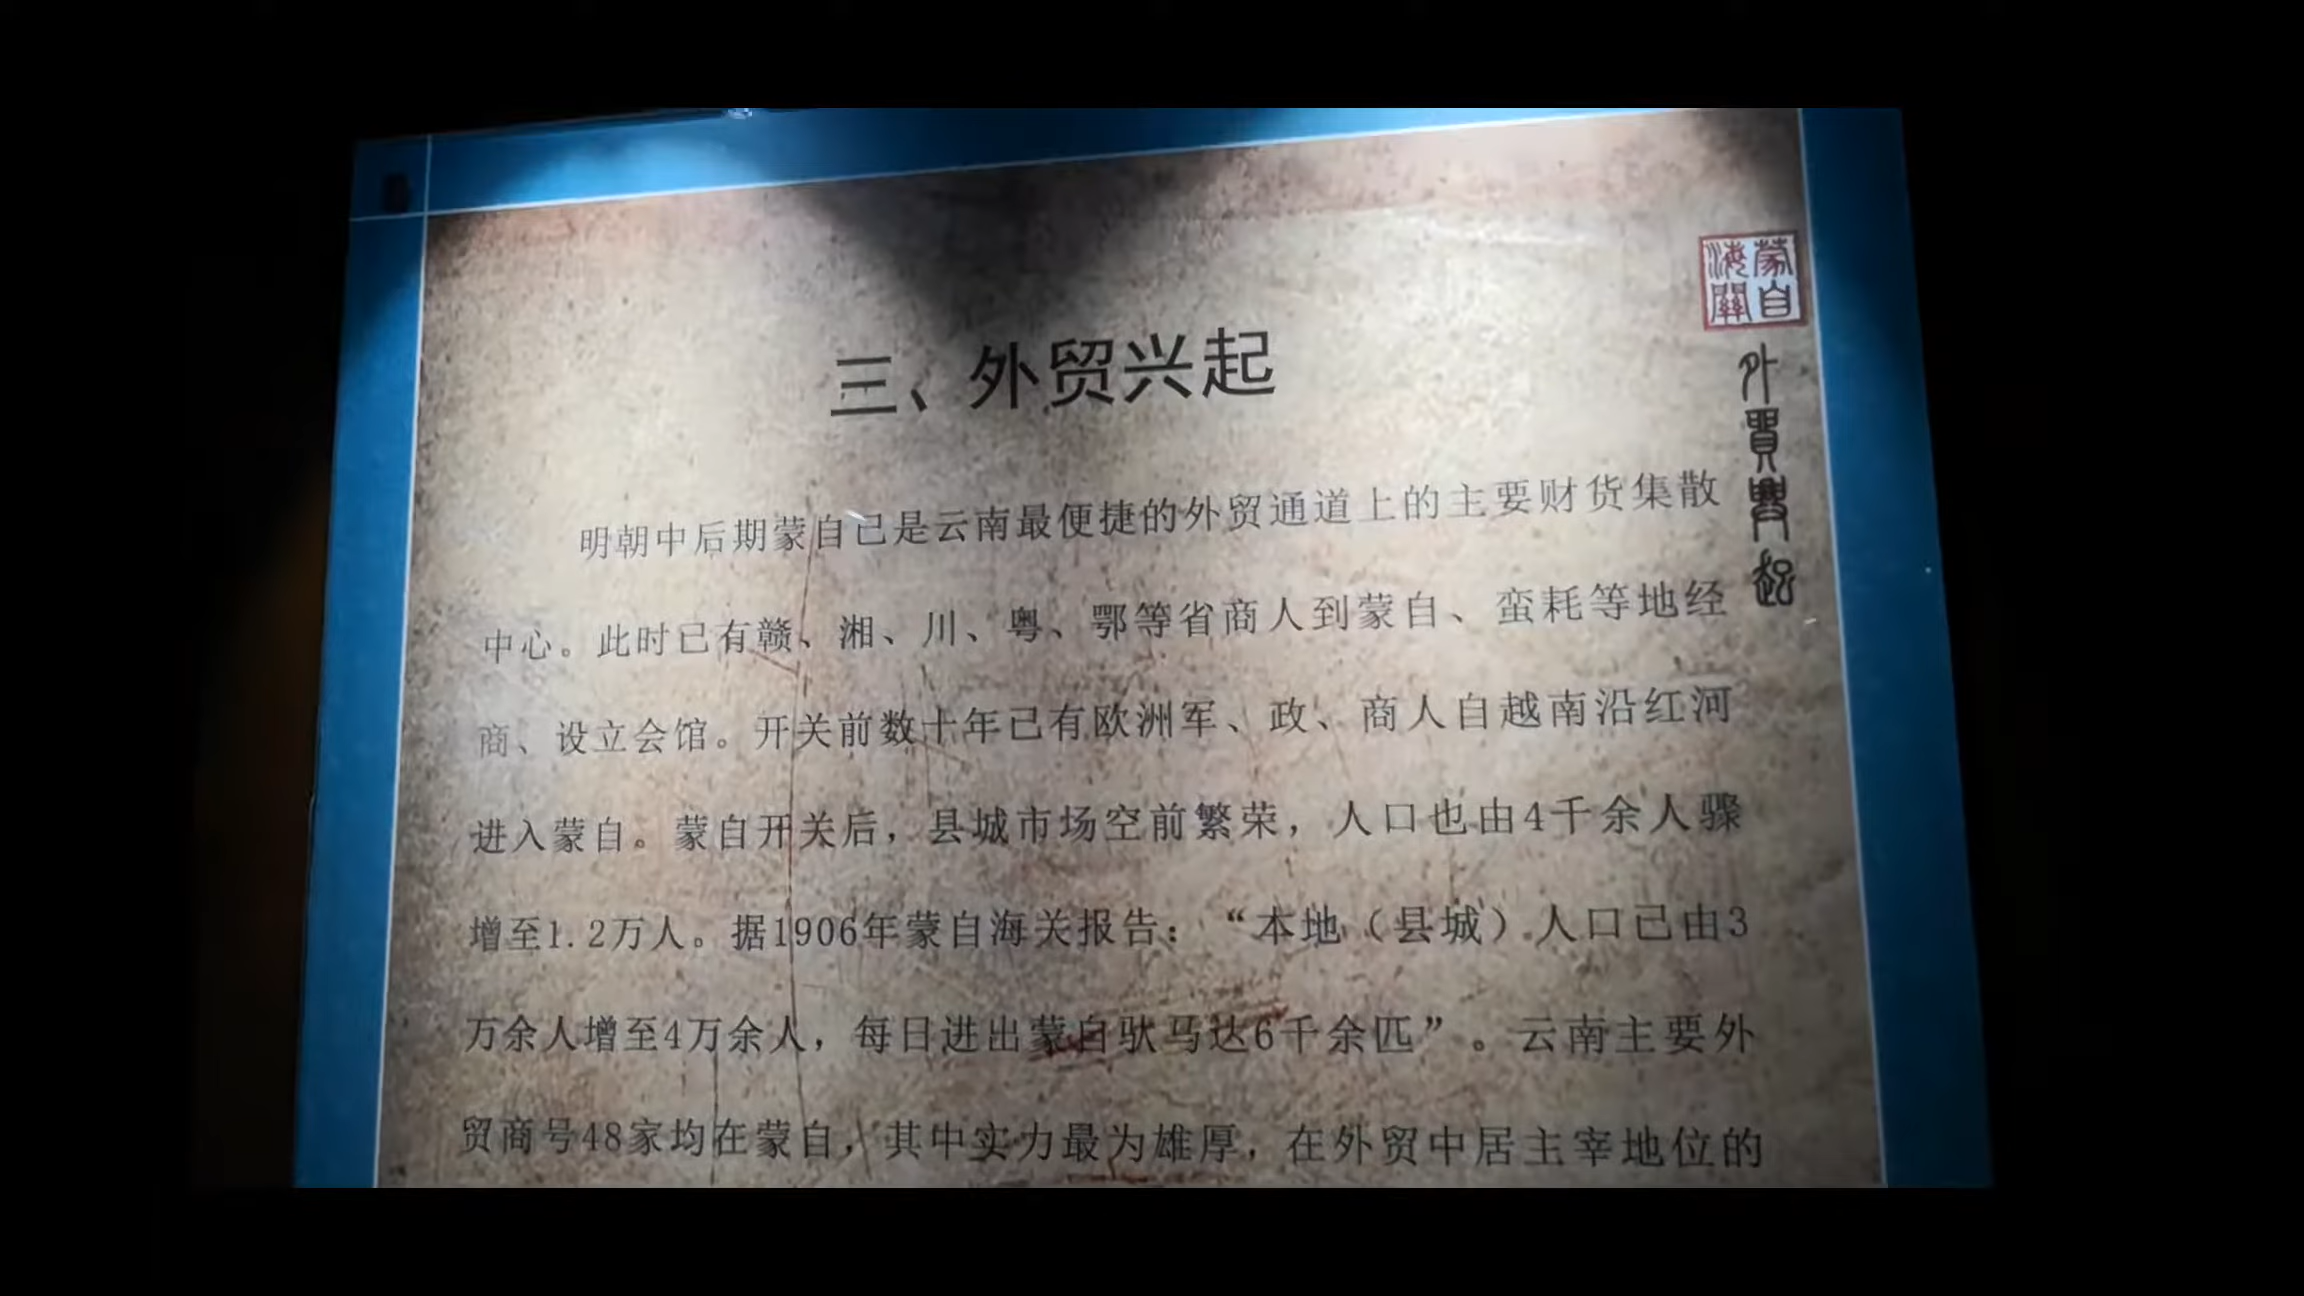 三、外贸兴起
明朝中后期蒙自己是云南最便捷的外贸通道上的主要财货集散
中心。此时已有赣、湘、川、粤、鄂等省商人到蒙自、蛮耗等地经
商、设立会馆。开关前数十年已有欧洲军、政、商人自越南沿红河
进入蒙自。蒙自开关后，县城市场空前繁荣，人口也由4千余人骤
增至1.2万人。据1906年蒙自海关报告：“本地（县城）人口已由3
万余人增至4万余人，每日进出蒙自驮马达6千余匹”。云南主要外
贸商号48家均在蒙自，其中实力最为雄厚，在外贸中居主宰地位的
蒙自
海關
外貿興起